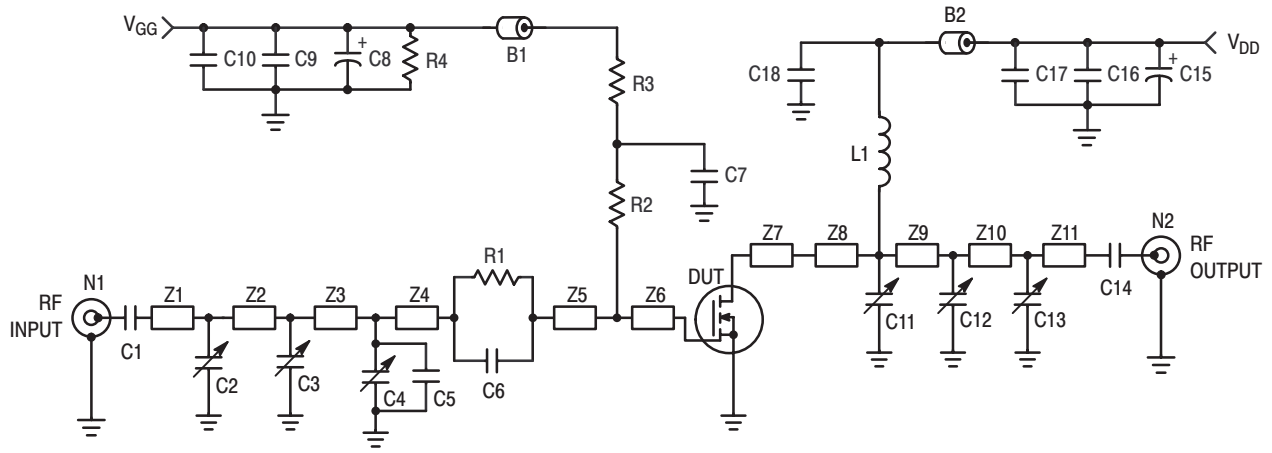 VGG
C10
C9
+
C8
R4
B1
R3
C7
R2
B2
VDD
C18
C17
C16
+
C15
L1
N1
RF
INPUT
C1
Z1
Z2
Z3
Z4
R1
C6
Z5
Z6
C2
C3
C4
C5
DUT
Z7
Z8
Z9
Z10
Z11
C11
C12
C13
C14
N2
RF
OUTPUT